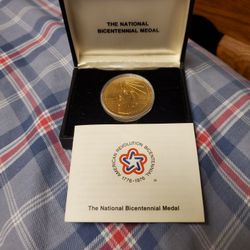 THE NATIONAL
BICENTENNIAL MEDAL
AMERICAN REVOLUTION BICENTENNIAL
1776-1976
The National Bicentennial Medal